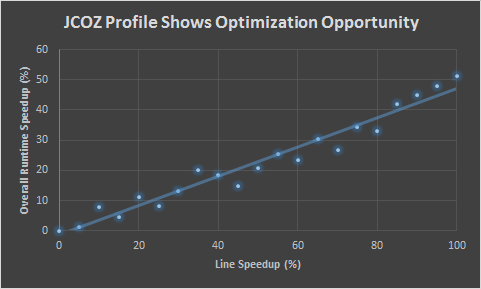 JCOZ Profile Shows Optimization Opportunity
60
50
40
30
20
10
0
Overall Runtime Speedup (%)
0 20 40 60 80 100
Line Speedup (%)